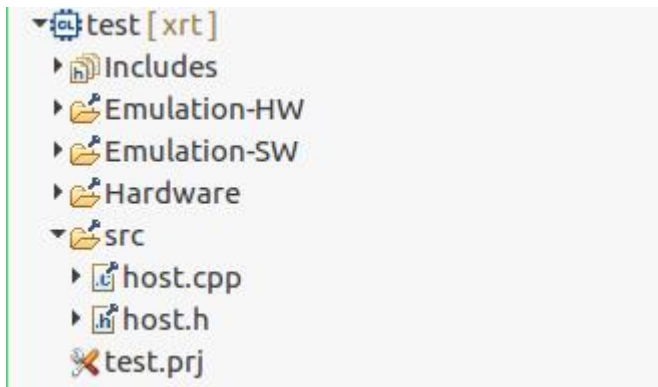 test [ xrt ]
Includes
Emulation-HW
Emulation-SW
Hardware
src
host.cpp
host.h
test.prj